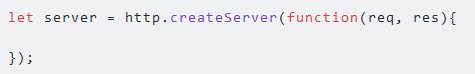 let server = http.createServer(function(req, res){
});